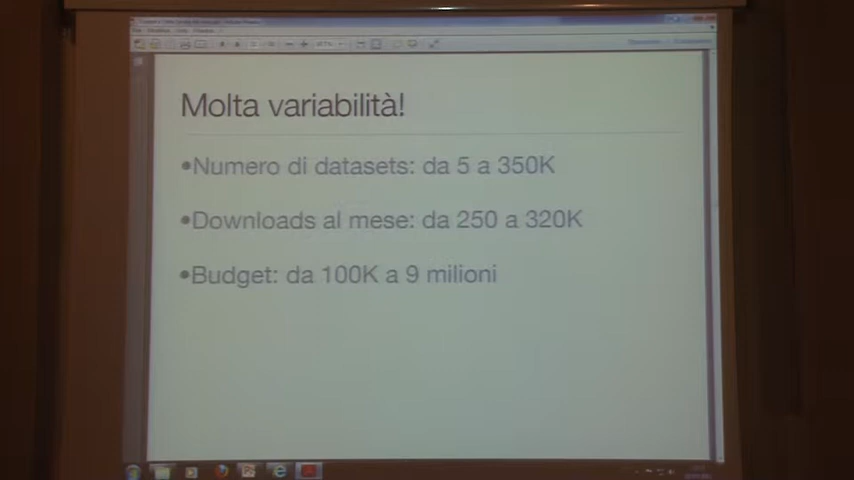 Molta variabilità!
•Numero di datasets: da 5 a 350K
•Downloads al mese: da 250 a 320K
•Budget: da 100K a 9 milioni